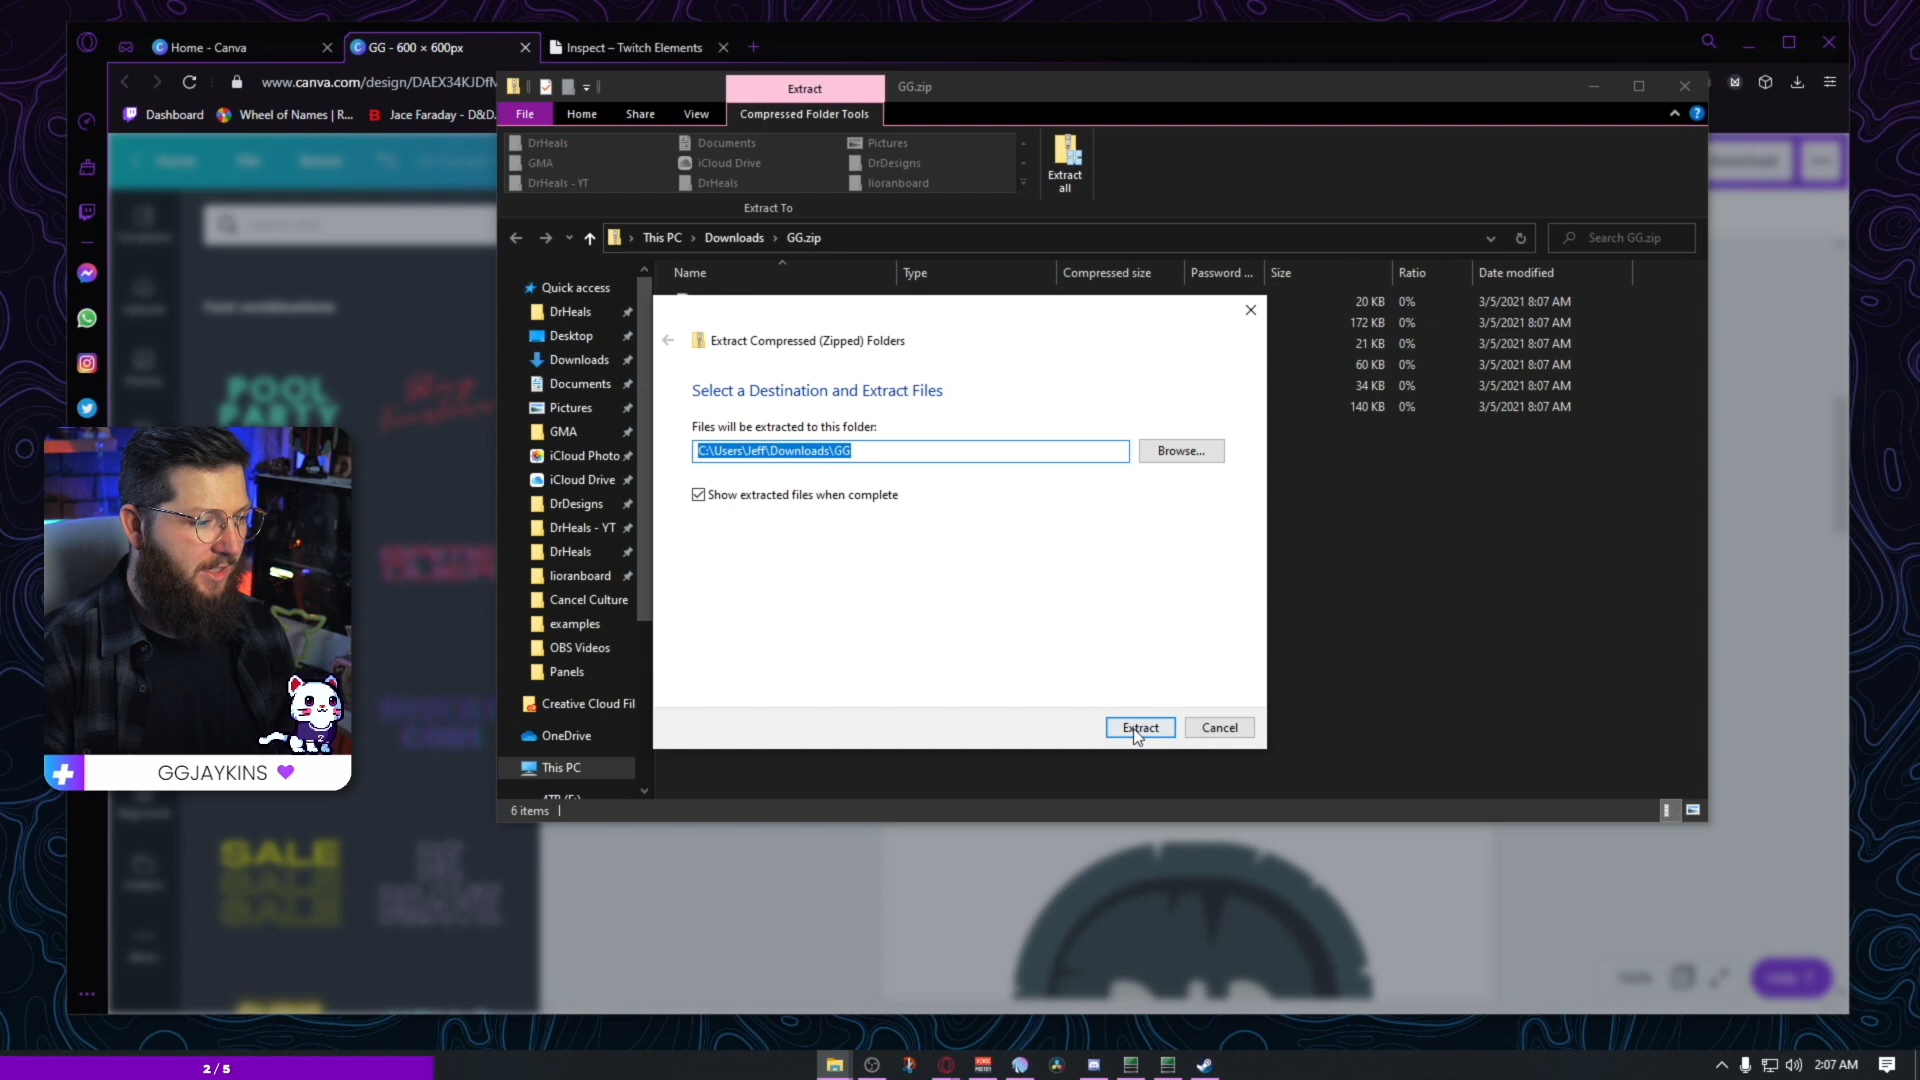 Home - Canva
GG - 600 × 600px
Inspect – Twitch Elements
www.canva.com/design/DAEX34KJDfM
Dashboard
Wheel of Names | R...
Jace Faraday - D&D.
Extract
GG.zip
File
Home
Share
View
Compressed Folder Tools
DrHeals
Documents
Pictures
GMA
iCloud Drive
DrDesigns
DrHeals - YT
DrHeals
lioranboard
Extract To
Extract
all
This PC
Downloads
GG.zip
Search GG.zip
Name
Type
Compressed size
Password ...
Size
Ratio
Date modified
20 KB 0% 3/5/2021 8:07 AM
172 KB 0% 3/5/2021 8:07 AM
21 KB 0% 3/5/2021 8:07 AM
60 KB 0% 3/5/2021 8:07 AM
34 KB 0% 3/5/2021 8:07 AM
140 KB 0% 3/5/2021 8:07 AM
Quick access
DrHeals
Desktop
Downloads
Documents
Pictures
GMA
iCloud Photo
iCloud Drive
DrDesigns
DrHeals - YT
DrHeals
lioranboard
Cancel Culture
examples
OBS Videos
Panels
Creative Cloud Fil
OneDrive
This PC
6 items
Extract Compressed (Zipped) Folders
Select a Destination and Extract Files
Files will be extracted to this folder:
C:\Users\Jeff\Downloads\GG
Browse...
Show extracted files when complete
Extract
Cancel
POOL
PARTY
SALE
SALE
SALE
GGJAYKINS
2 / 5
2:07 AM